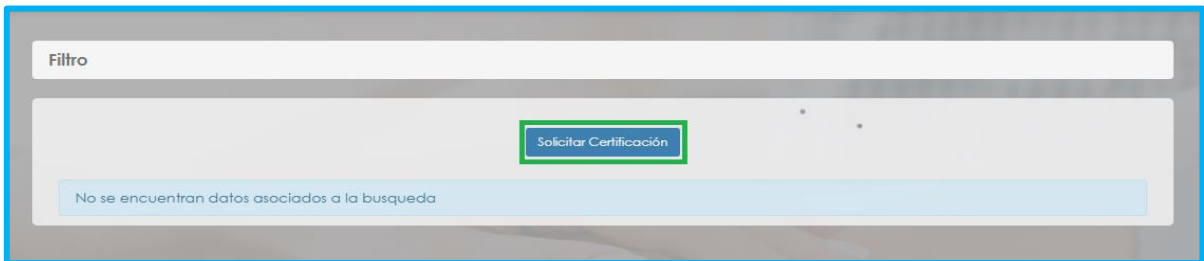 Filtro
Solicitar Certificación
No se encuentran datos asociados a la busqueda